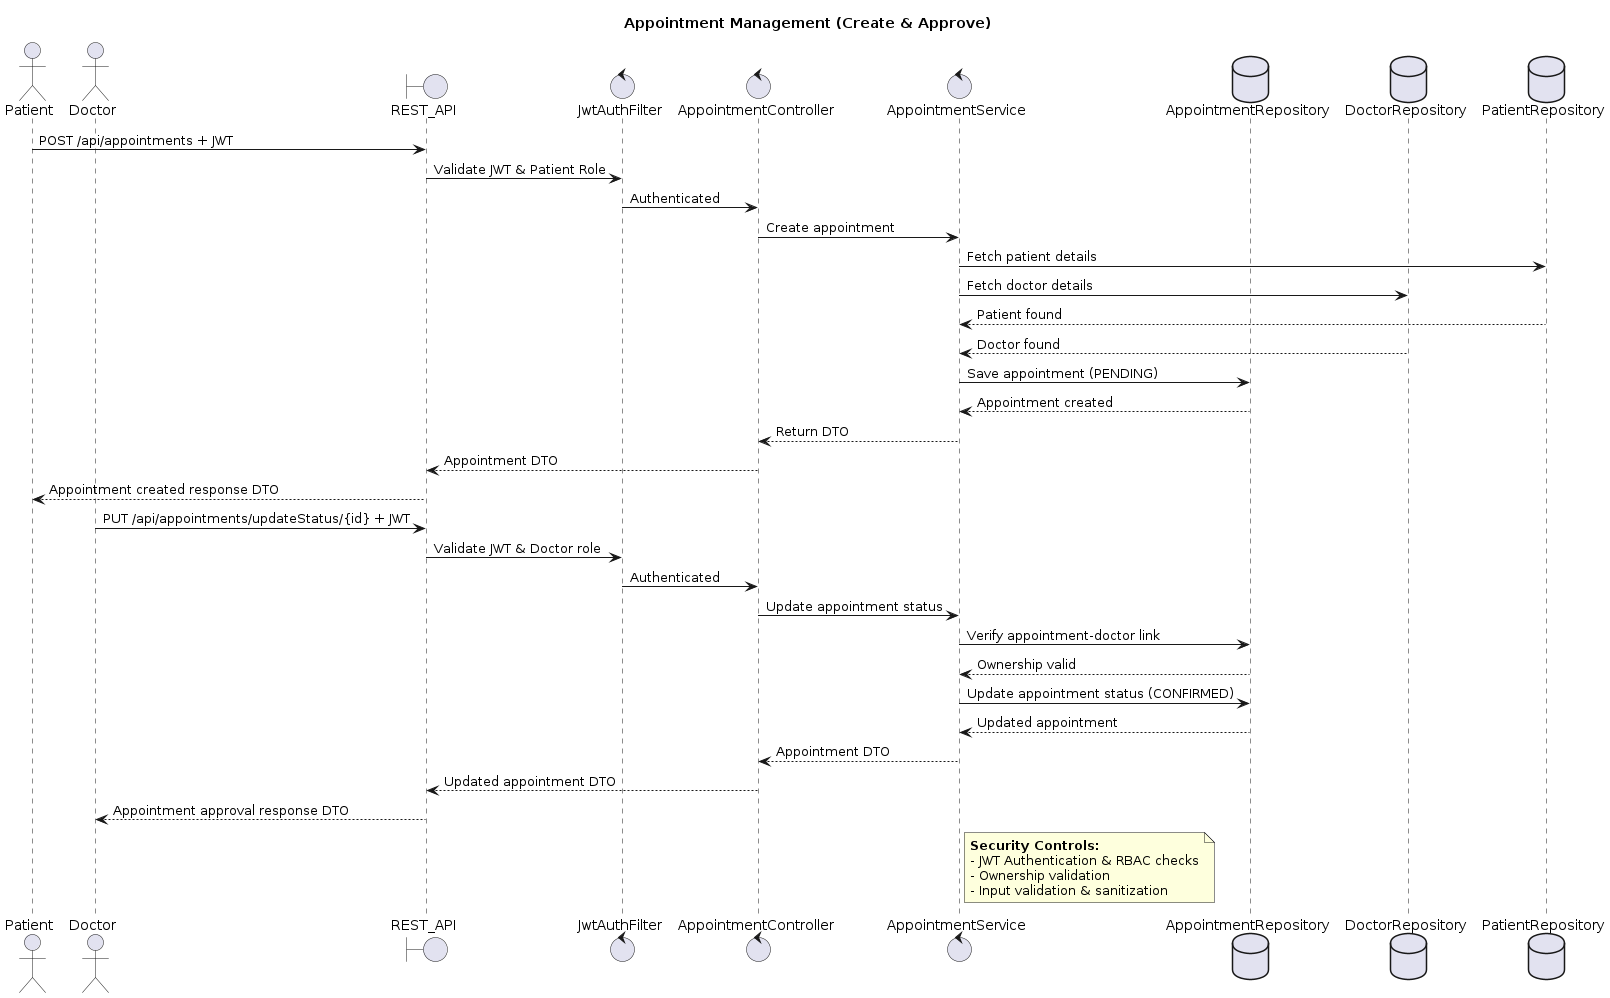 Appointment Management (Create & Approve)
Patient
Doctor
REST_API
JwtAuthFilter
AppointmentController
AppointmentService
AppointmentRepository
DoctorRepository
PatientRepository
POST /api/appointments + JWT
Validate JWT & Patient Role
Authenticated
Create appointment
Fetch patient details
Fetch doctor details
Patient found
Doctor found
Save appointment (PENDING)
Appointment created
Return DTO
Appointment DTO
Appointment created response DTO
PUT /api/appointments/updateStatus/{id} + JWT
Validate JWT & Doctor role
Authenticated
Update appointment status
Verify appointment-doctor link
Ownership valid
Update appointment status (CONFIRMED)
Updated appointment
Appointment DTO
Updated appointment DTO
Appointment approval response DTO
Security Controls:
- JWT Authentication & RBAC checks
- Ownership validation
- Input validation & sanitization
Patient
Doctor
REST_API
JwtAuthFilter
AppointmentController
AppointmentService
AppointmentRepository
DoctorRepository
PatientRepository